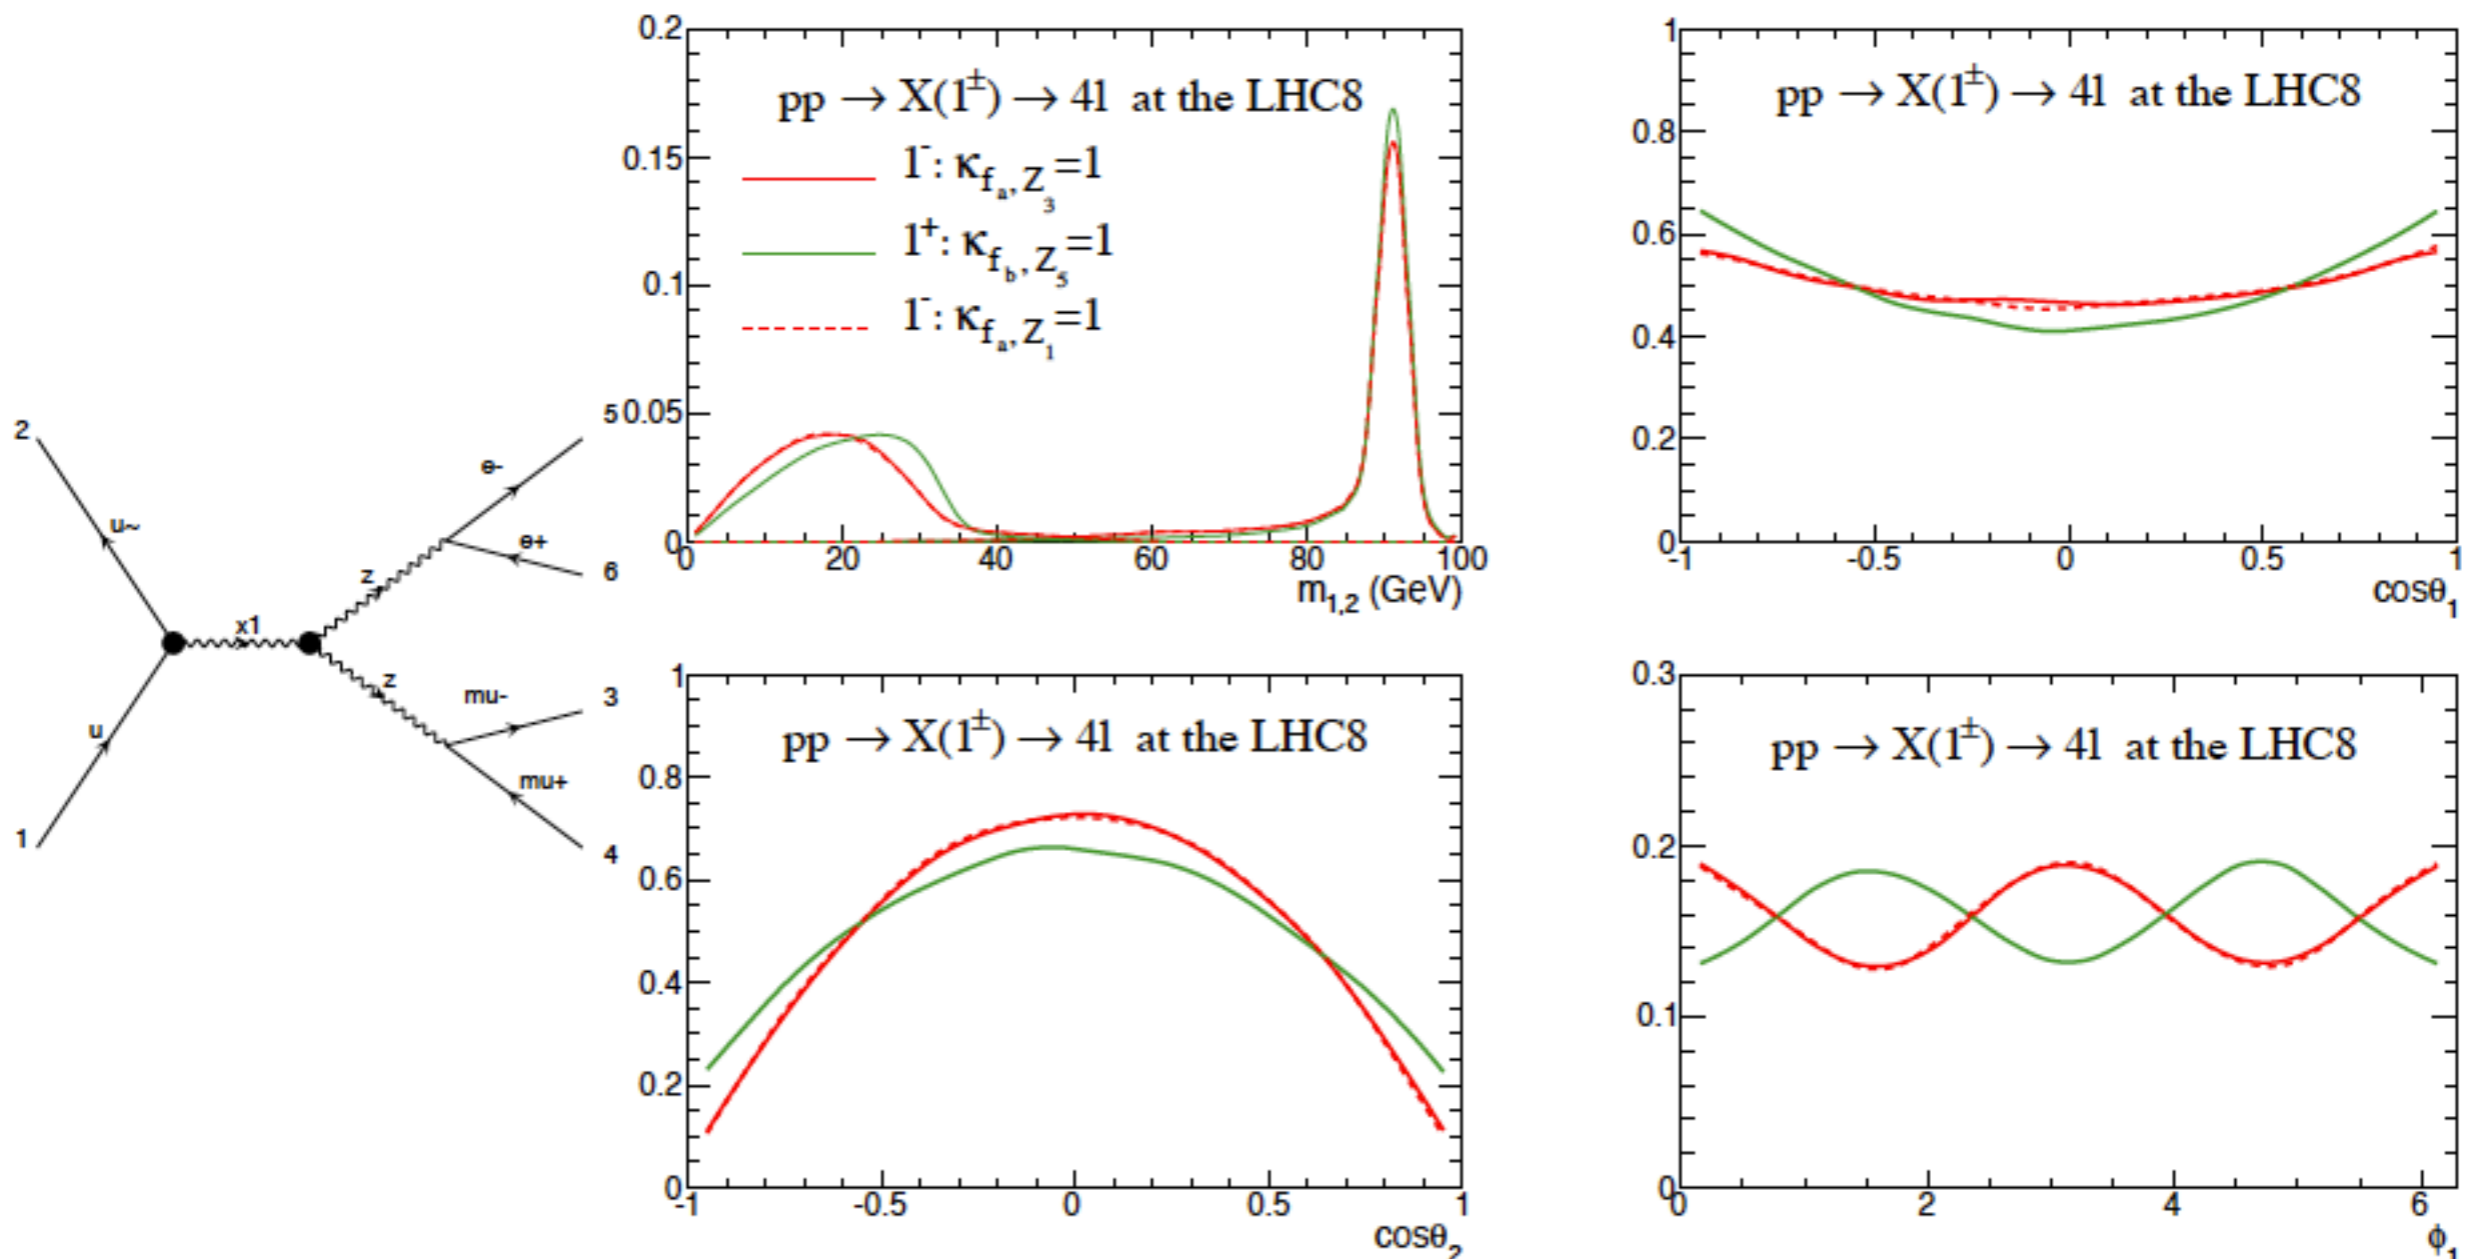 2
u~
u
1
x1
z
z
e-
e+
mu-
mu+
5
6
3
4
pp → X(1±) → 4l at the LHC8
1-: κfa, Z3=1
1+: κfb, Z5=1
1-: κfa, Z1=1
0.2
0.15
0.1
0.05
0
0 20 40 60 80 100
m1,2 (GeV)
pp → X(1±) → 4l at the LHC8
1
0.8
0.6
0.4
0.2
0
-1 -0.5 0 0.5 1
cosθ1
pp → X(1±) → 4l at the LHC8
1
0.8
0.6
0.4
0.2
0
-1 -0.5 0 0.5 1
cosθ2
pp → X(1±) → 4l at the LHC8
0.3
0.2
0.1
0
0 2 4 6
ϕ1